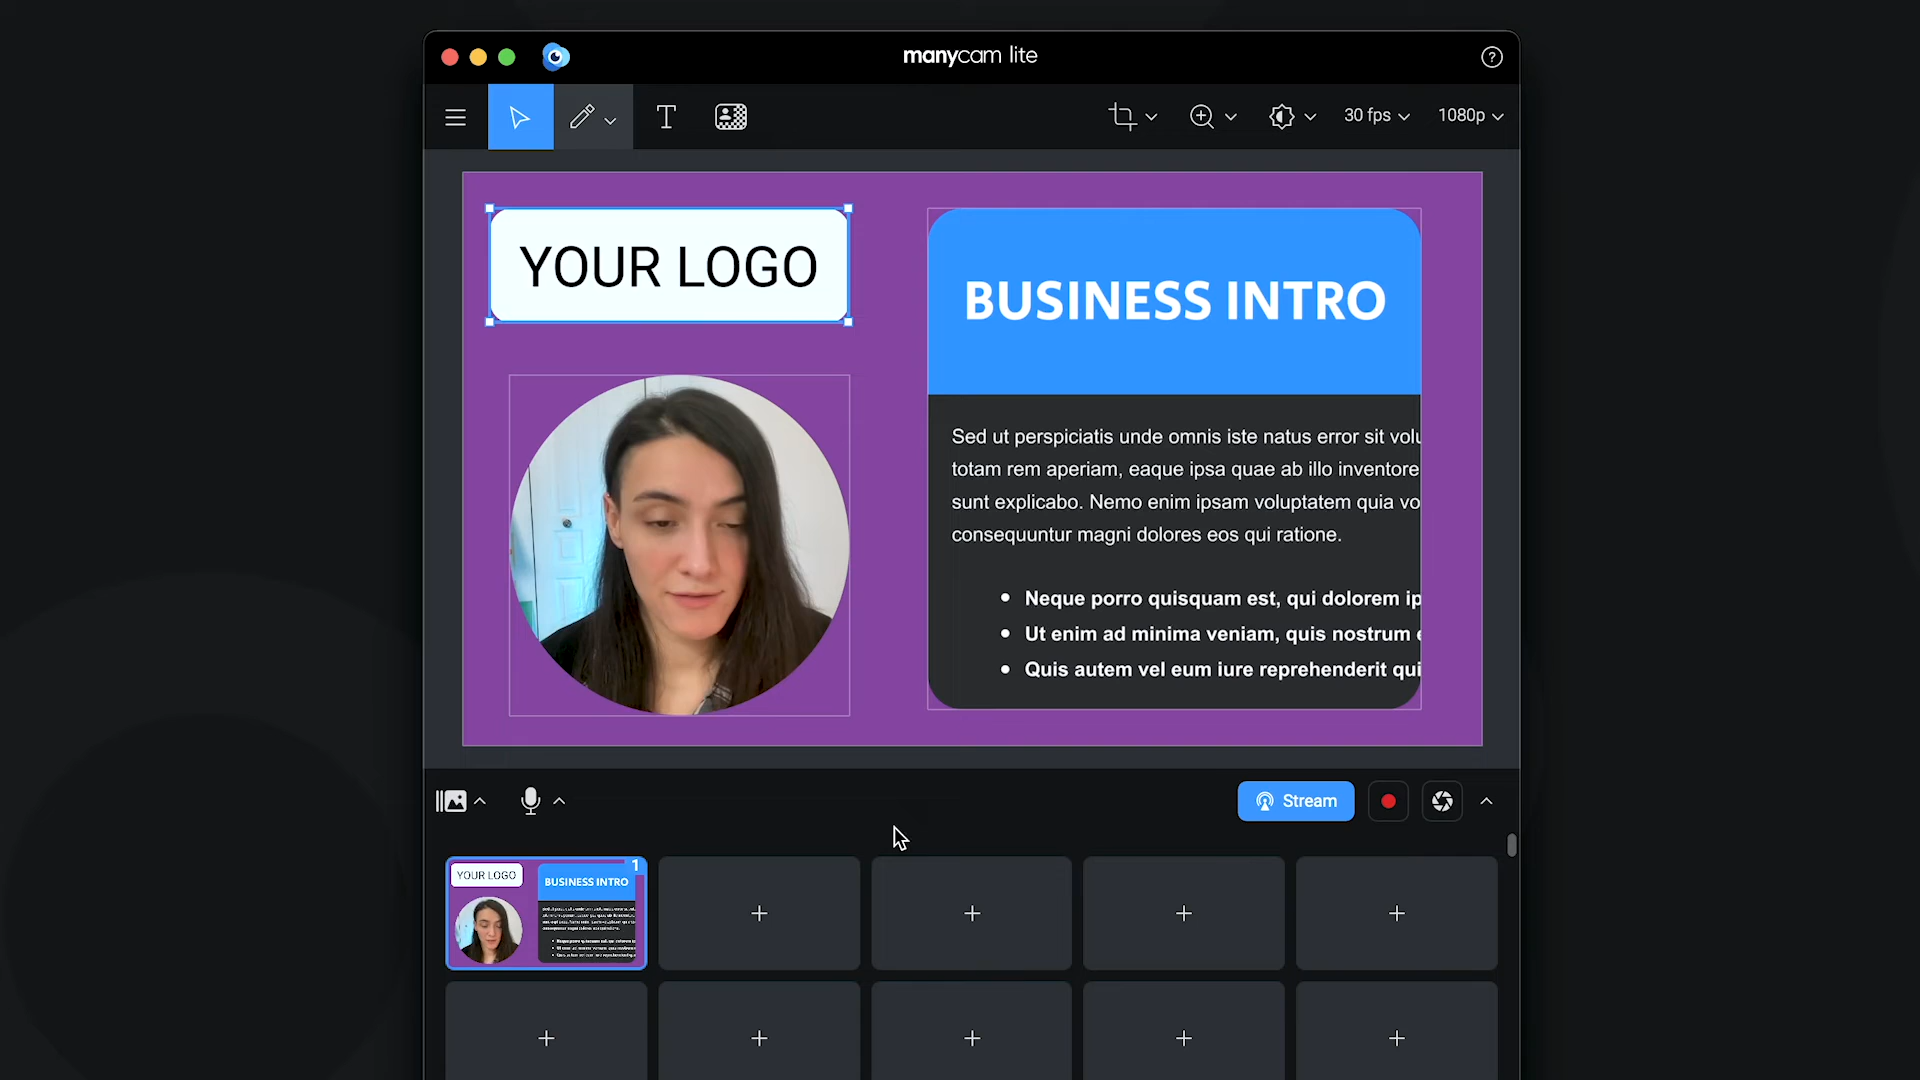 manycam lite
30 fps
1080p
YOUR LOGO
BUSINESS INTRO
Sed ut perspiciatis unde omnis iste natus error sit volu
totam rem aperiam, eaque ipsa quae ab illo inventore
sunt explicabo. Nemo enim ipsam voluptatem quia vo
consequuntur magni dolores eos qui ratione.
Neque porro quisquam est, qui dolorem ip
Ut enim ad minima veniam, quis nostrum e
Quis autem vel eum iure reprehenderit qui
Stream
1
YOUR LOGO
BUSINESS INTRO